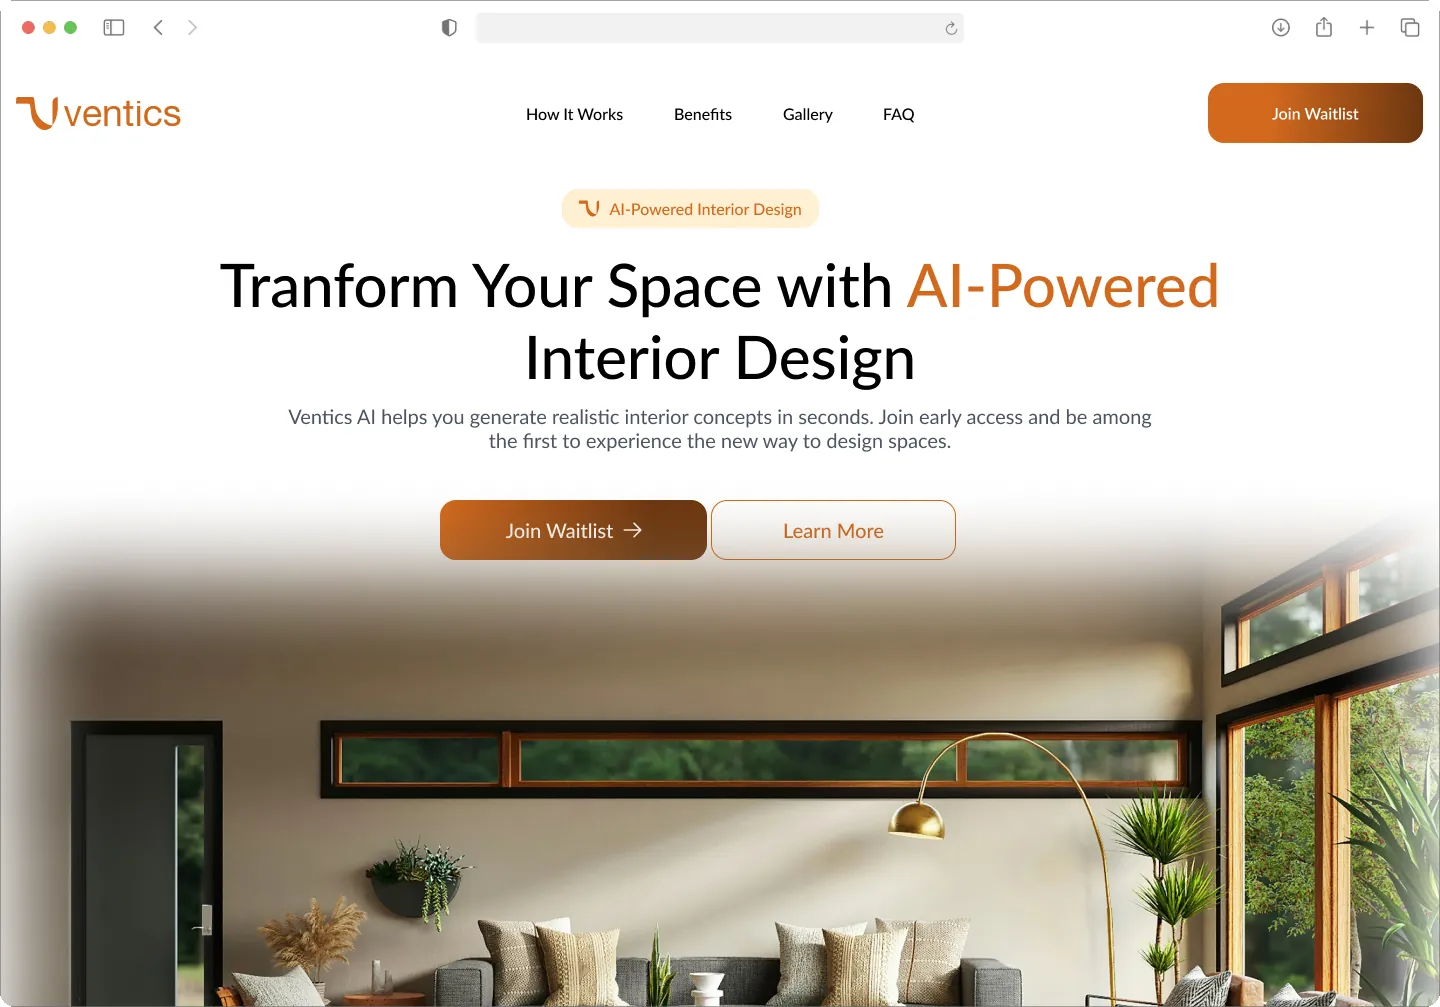 ventics
How It Works
Benefits
Gallery
FAQ
Join Waitlist
AI-Powered Interior Design
Tranform Your Space with AI-Powered
Interior Design
Ventics AI helps you generate realistic interior concepts in seconds. Join early access and be among
the first to experience the new way to design spaces.
Join Waitlist →
Learn More